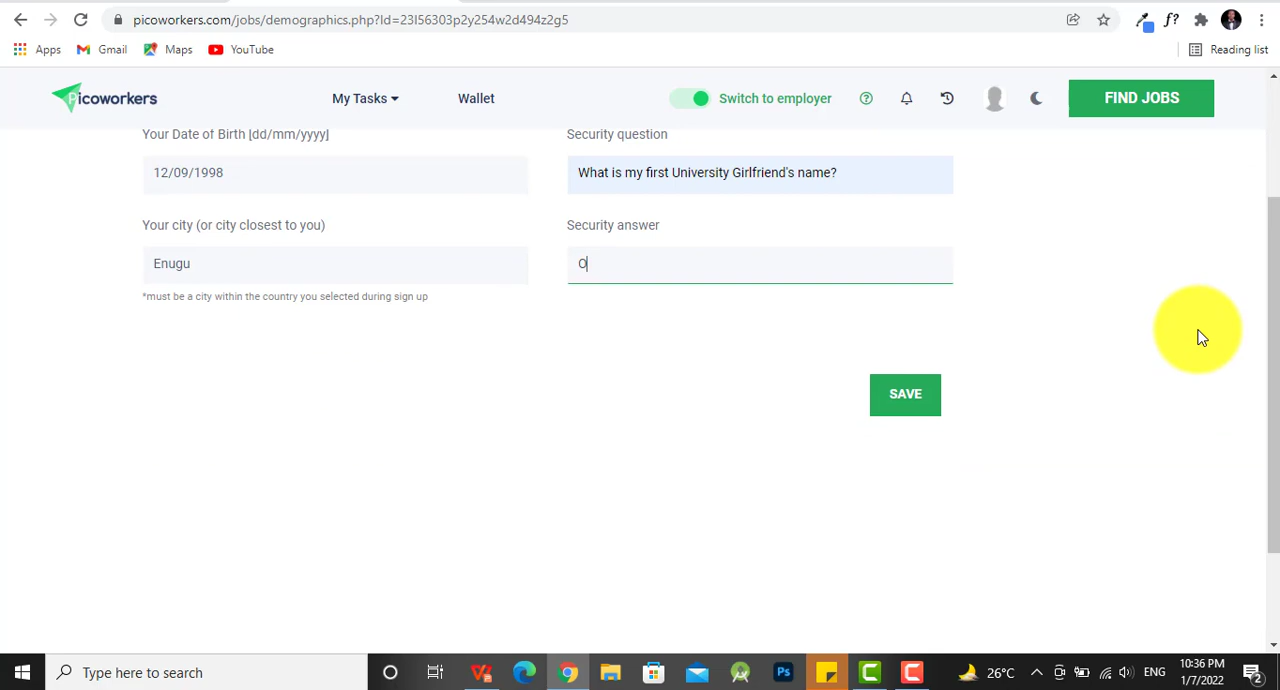 picoworkers.com/jobs/demographics.php?Id=23I56303p2y254w2d494z2g5
f?
Apps Gmail Maps YouTube Reading list
Picoworkers My Tasks Wallet Switch to employer FIND JOBS
Your Date of Birth [dd/mm/yyyy] Security question
12/09/1998 What is my first University Girlfriend's name?
Your city (or city closest to you) Security answer
Enugu O
*must be a city within the country you selected during sign up
SAVE
Type here to search Ps 26°C ENG 10:36 PM
1/7/2022 2